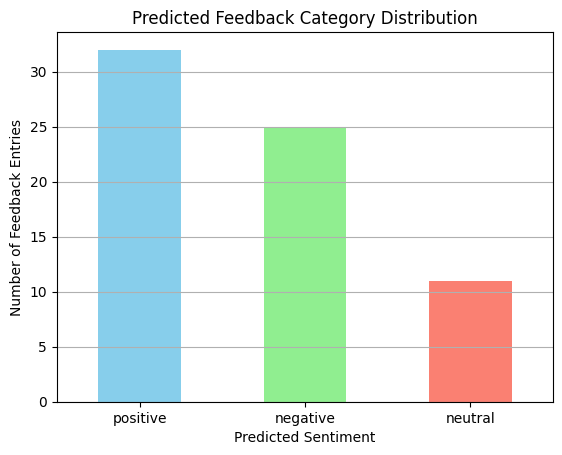 Predicted Feedback Category Distribution
Number of Feedback Entries
30
25
20
15
10
5
0
positive negative neutral
Predicted Sentiment